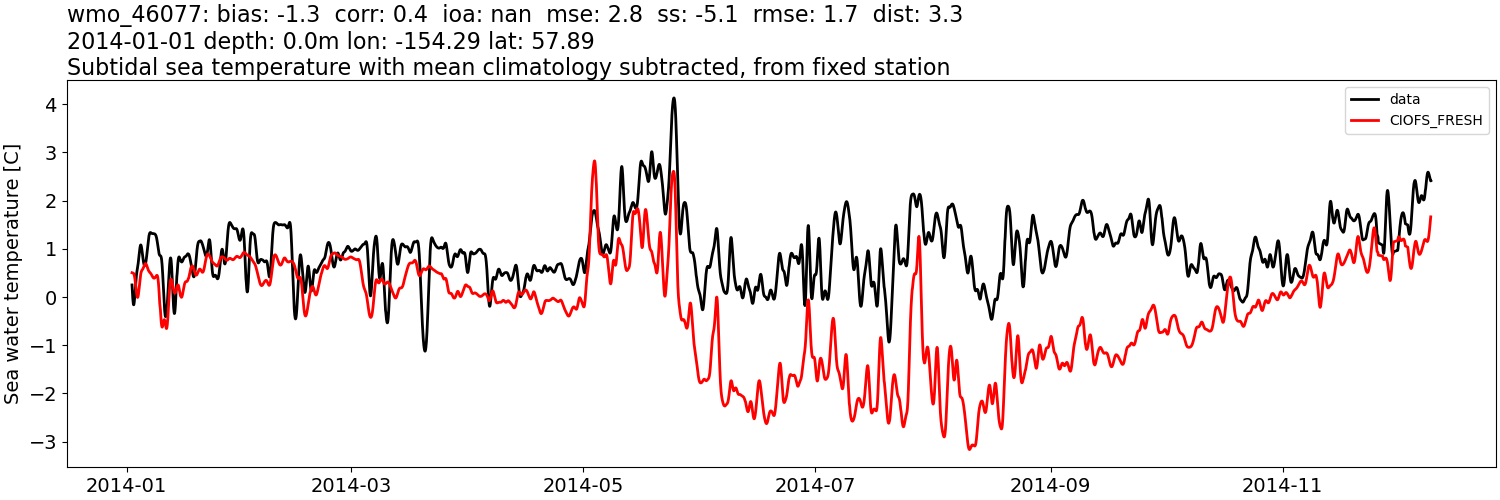 wmo_46077: bias: -1.3  corr: 0.4  ioa: nan  mse: 2.8  ss: -5.1  rmse: 1.7  dist: 3.3
2014-01-01 depth: 0.0m lon: -154.29 lat: 57.89
Subtidal sea temperature with mean climatology subtracted, from fixed station
data
CIOFS_FRESH
Sea water temperature [C]
4
3
2
1
0
−1
−2
−3
2014-01
2014-03
2014-05
2014-07
2014-09
2014-11